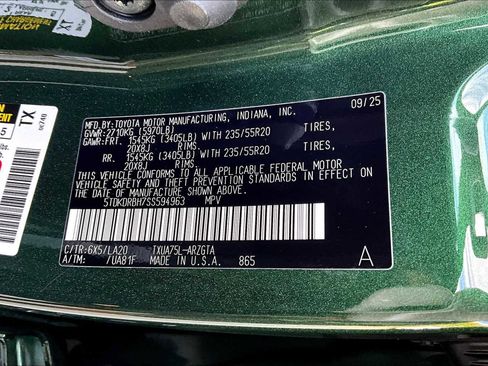 MFD. BY: TOYOTA MOTOR MANUFACTURING, INDIANA, INC. 09/25
GVWR: 2710KG (5970LB)
GAWR: FRT. 1545KG (3405LB) WITH 235/55R20 TIRES,
20X8J RIMS.
RR. 1545KG (3405LB) WITH 235/55R20 TIRES,
20X8J RIMS.
THIS VEHICLE CONFORMS TO ALL APPLICABLE FEDERAL MOTOR
VEHICLE SAFETY AND THEFT PREVENTION STANDARDS IN EFFECT ON
THE DATE OF MANUFACTURE SHOWN ABOVE.
5TDKDRBH7SS594963 MPV
C/TR: 6X5/LA20 TXUA75L-ARZGTA
A/TM: /UA81F MADE IN U.S.A. 865 A
TX